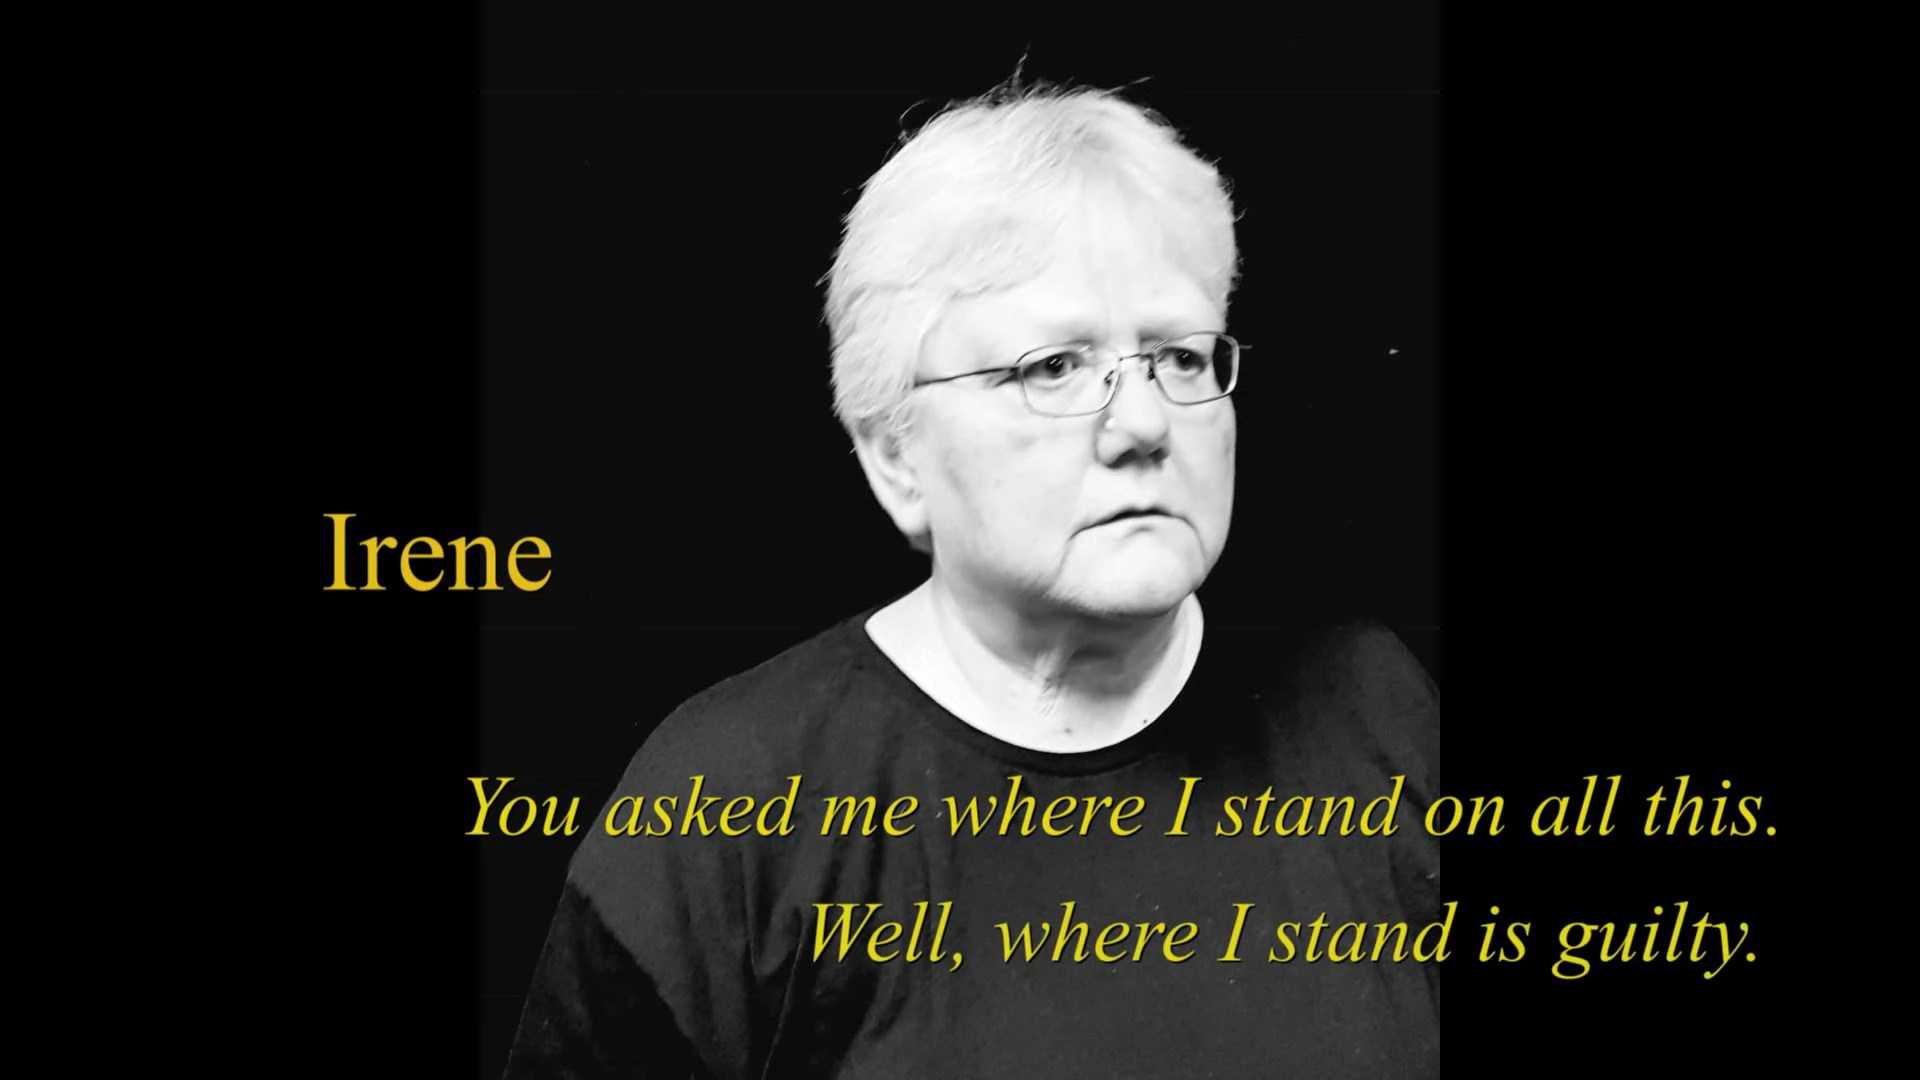 Irene
You asked me where I stand on all this.
Well, where I stand is guilty.